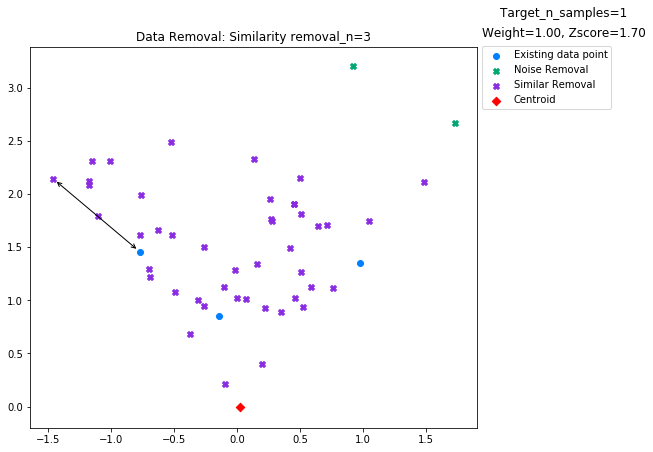 Target_n_samples=1
Weight=1.00, Zscore=1.70
Data Removal: Similarity removal_n=3
Existing data point
Noise Removal
Similar Removal
Centroid
3.0
2.5
2.0
1.5
1.0
0.5
0.0
−1.5 −1.0 −0.5 0.0 0.5 1.0 1.5